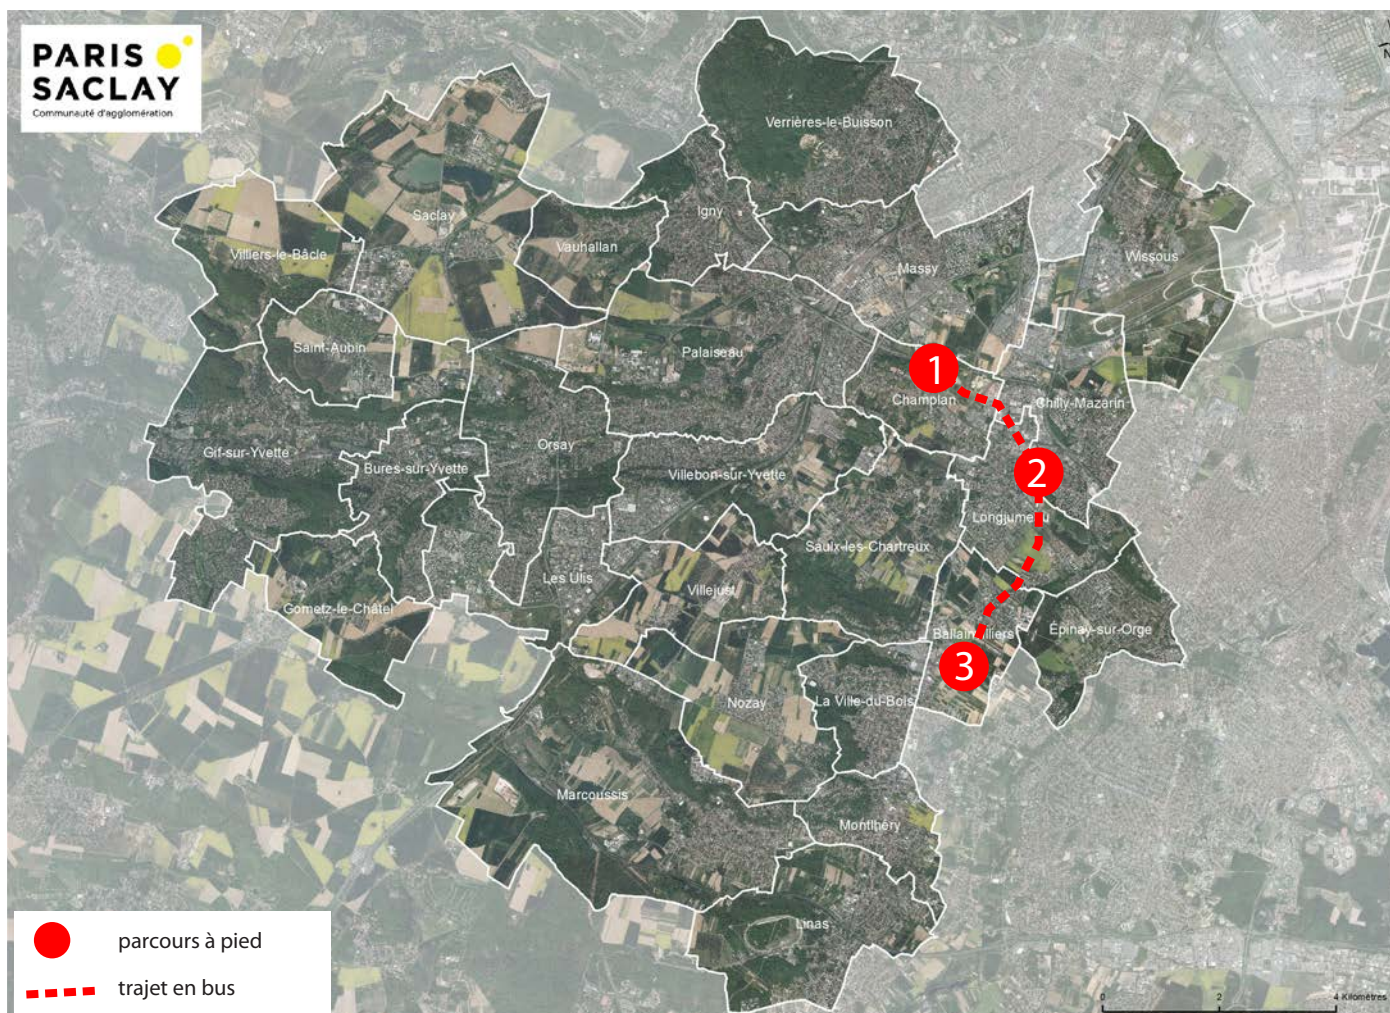 PARIS
SACLAY
Communauté d'agglomération
N
Verrières-le-Buisson
Saclay
Igny
Villiers-le-Bâcle
Vauhallan
Massy
Wissous
Saint-Aubin
Palaiseau
1
Champlan
Chilly-Mazarin
Orsay
Gif-sur-Yvette
Bures-sur-Yvette
Villebon-sur-Yvette
2
Longjumeau
Saulx-les-Chartreux
Les Ulis
Villejust
Gometz-le-Châtel
Ballainvilliers
Épinay-sur-Orge
3
Nozay
La Ville-du-Bois
Marcoussis
Montlhéry
Linas
parcours à pied
trajet en bus
0 2 4 Kilomètres